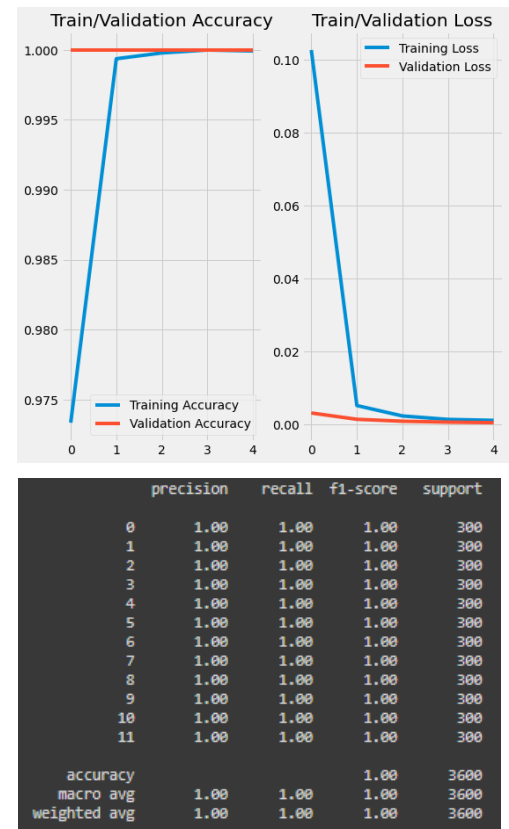 Train/Validation Accuracy
1.000
0.995
0.990
0.985
0.980
0.975
Training Accuracy
Validation Accuracy
0 1 2 3 4
Train/Validation Loss
Training Loss
Validation Loss
0.10
0.08
0.06
0.04
0.02
0.00
0 1 2 3 4
precision recall f1-score support
0 1.00 1.00 1.00 300
1 1.00 1.00 1.00 300
2 1.00 1.00 1.00 300
3 1.00 1.00 1.00 300
4 1.00 1.00 1.00 300
5 1.00 1.00 1.00 300
6 1.00 1.00 1.00 300
7 1.00 1.00 1.00 300
8 1.00 1.00 1.00 300
9 1.00 1.00 1.00 300
10 1.00 1.00 1.00 300
11 1.00 1.00 1.00 300
accuracy 1.00 3600
macro avg 1.00 1.00 1.00 3600
weighted avg 1.00 1.00 1.00 3600